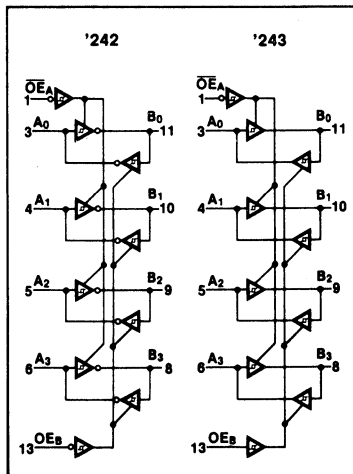 '242 '243
OEA OEA
1 1
A0 B0 A0 B0
3 11 3 11
A1 B1 A1 B1
4 10 4 10
A2 B2 A2 B2
5 9 5 9
A3 B3 A3 B3
6 8 6 8
13 OEB 13 OEB